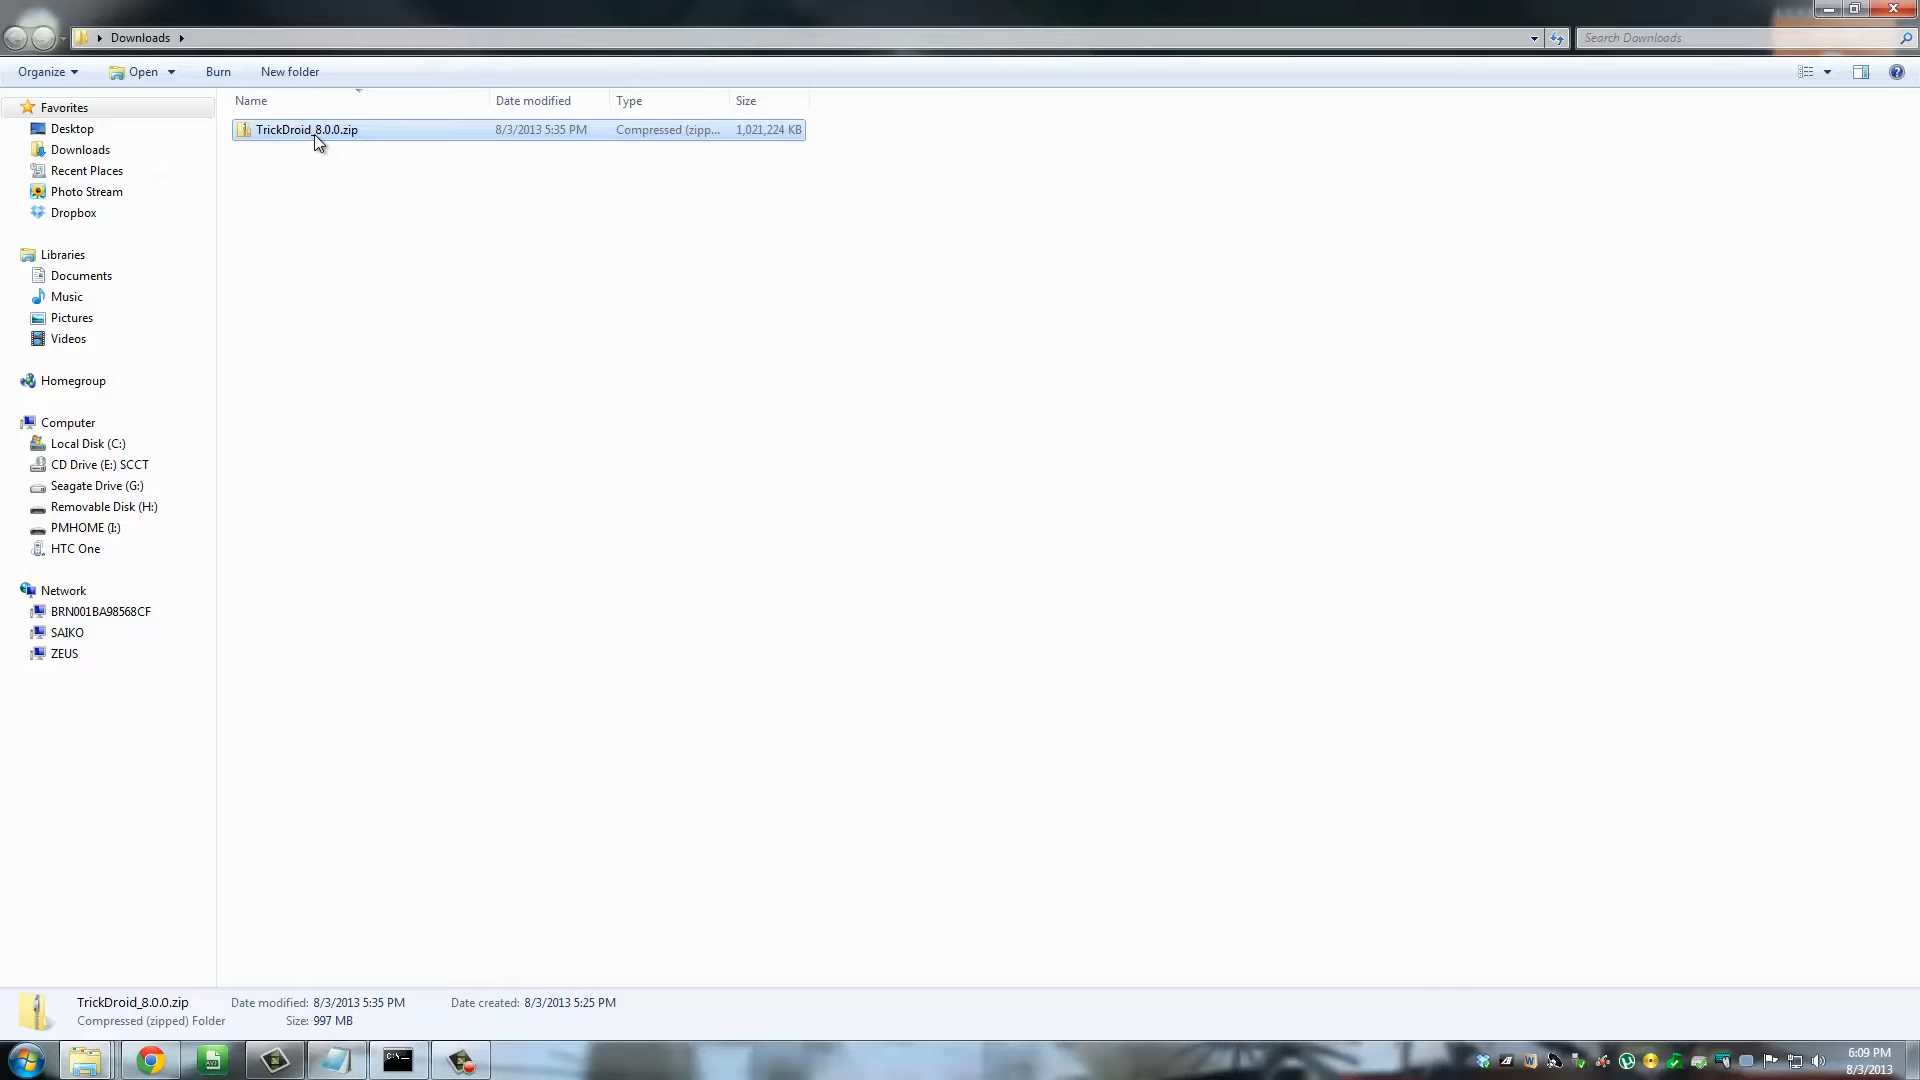 Downloads
Search Downloads
Organize Open Burn New folder
Name Date modified Type Size
TrickDroid_8.0.0.zip 8/3/2013 5:35 PM Compressed (zipp... 1,021,224 KB
Favorites
Desktop
Downloads
Recent Places
Photo Stream
Dropbox
Libraries
Documents
Music
Pictures
Videos
Homegroup
Computer
Local Disk (C:)
CD Drive (E:) SCCT
Seagate Drive (G:)
Removable Disk (H:)
PMHOME (I:)
HTC One
Network
BRN001BA98568CF
SAIKO
ZEUS
TrickDroid_8.0.0.zip Date modified: 8/3/2013 5:35 PM Date created: 8/3/2013 5:25 PM
Compressed (zipped) Folder Size: 997 MB
6:09 PM
8/3/2013